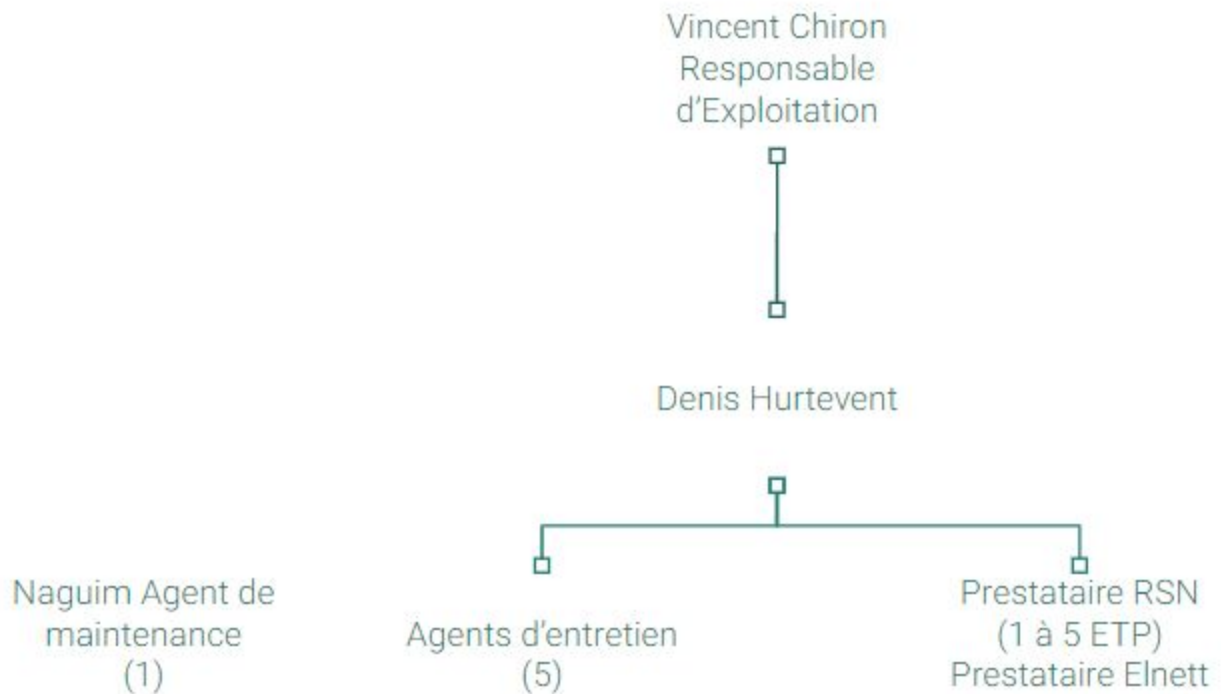 Vincent Chiron
Responsable
d'Exploitation
Denis Hurtevent
Naguim Agent de
maintenance
(1)
Agents d'entretien
(5)
Prestataire RSN
(1 à 5 ETP)
Prestataire Elnett